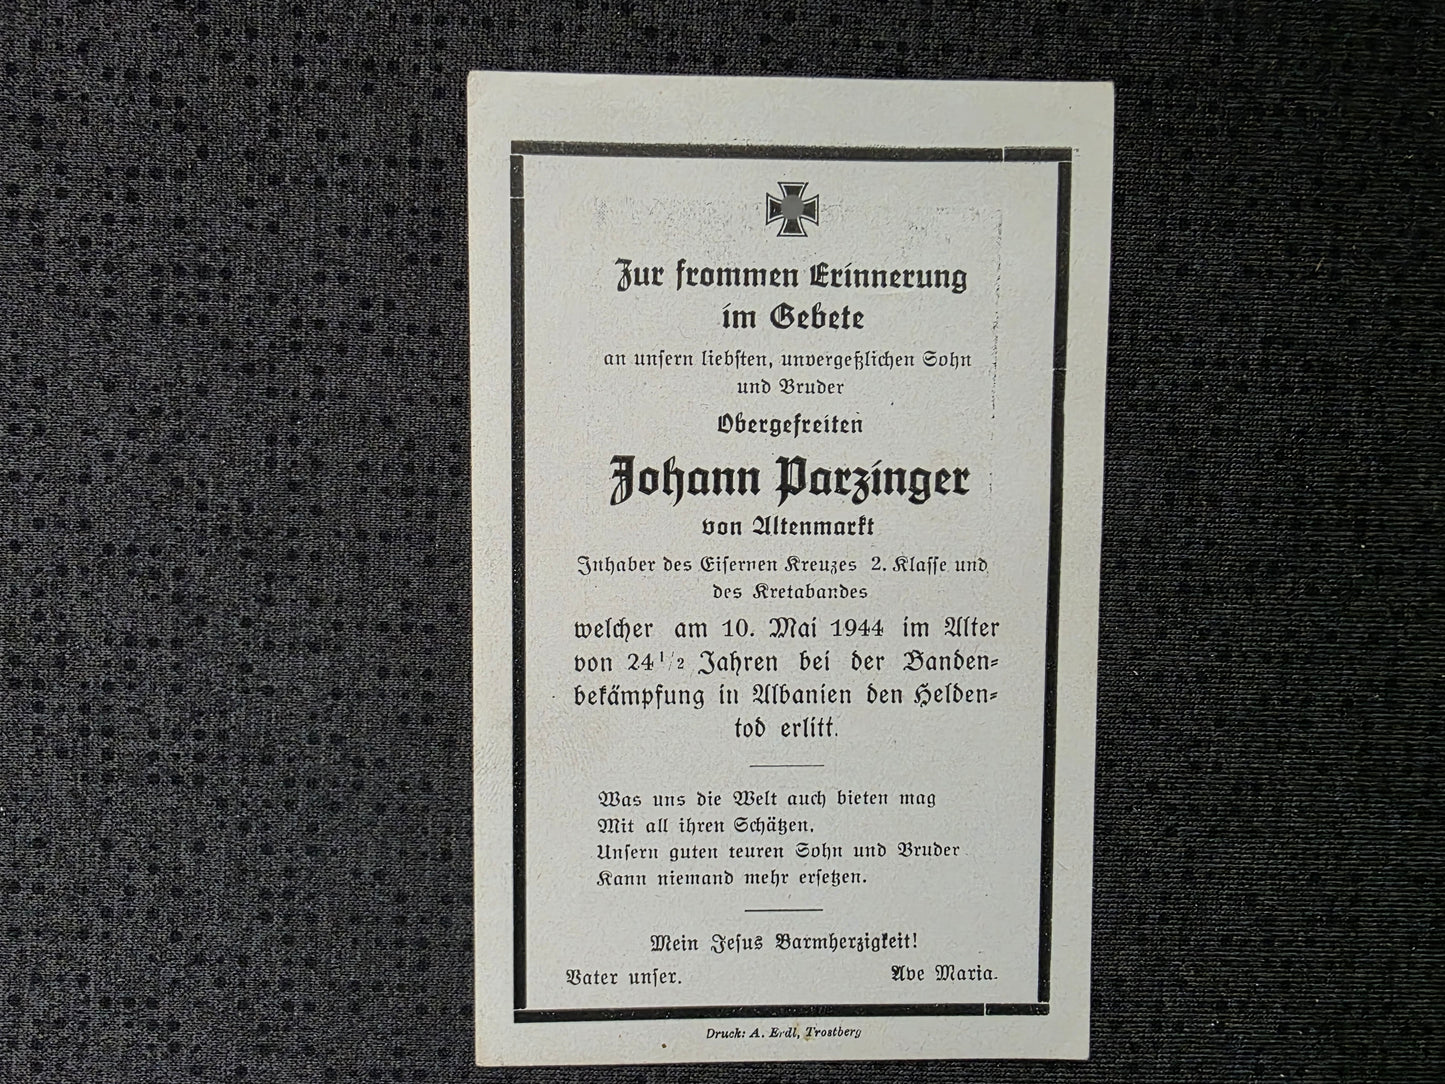 Zur frommen Erinnerung
im Gebete
an unsern liebsten, unvergeßlichen Sohn
und Bruder
Obergefreiten
Johann Parzinger
von Altenmarkt
Inhaber des Eisernen Kreuzes 2. Klasse und
des Kretabandes
welcher am 10. Mai 1944 im Alter
von 24 1/2 Jahren bei der Banden-
bekämpfung in Albanien den Helden-
tod erlitt.
Was uns die Welt auch bieten mag
Mit all ihren Schätzen,
Unsern guten teuren Sohn und Bruder
Kann niemand mehr ersetzen.
Mein Jesus Barmherzigkeit!
Vater unser. Ave Maria.
Druck: A. Erdl, Trostberg